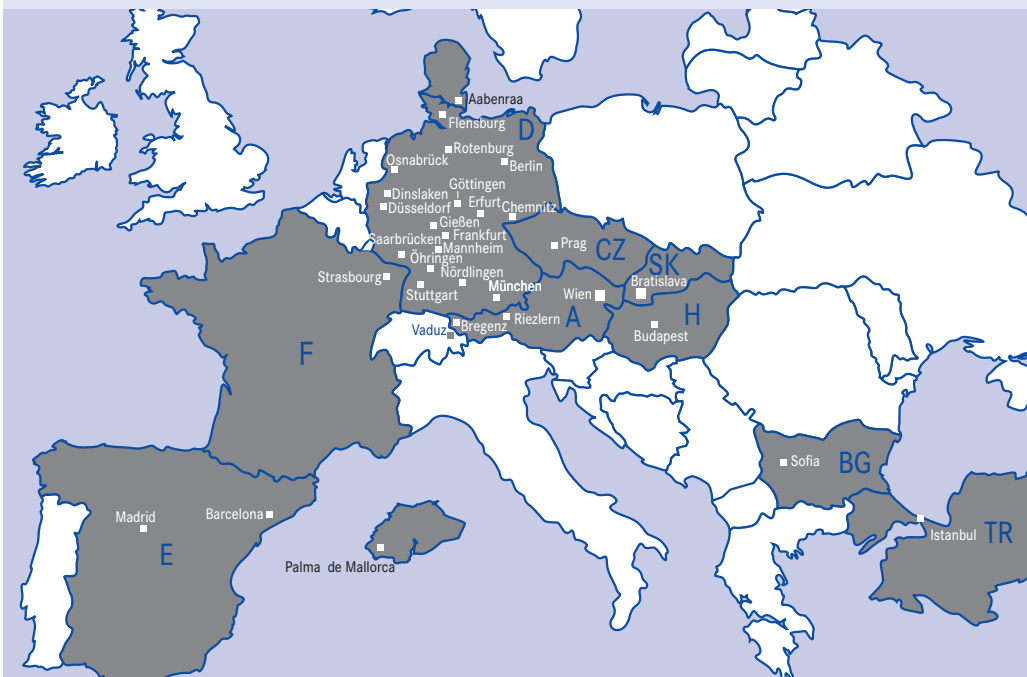 Aabenraa
Flensburg
D
Rotenburg
Osnabrück
Berlin
Göttingen
Dinslaken
Erfurt
Chemnitz
Düsseldorf
Gießen
Frankfurt
Saarbrücken
Mannheim
Prag
CZ
Öhringen
SK
Strasbourg
Nördlingen
Stuttgart
München
Wien
Bratislava
A
H
Riezlern
Vaduz
Bregenz
Budapest
F
Sofia
BG
Madrid
Barcelona
E
Istanbul
TR
Palma de Mallorca